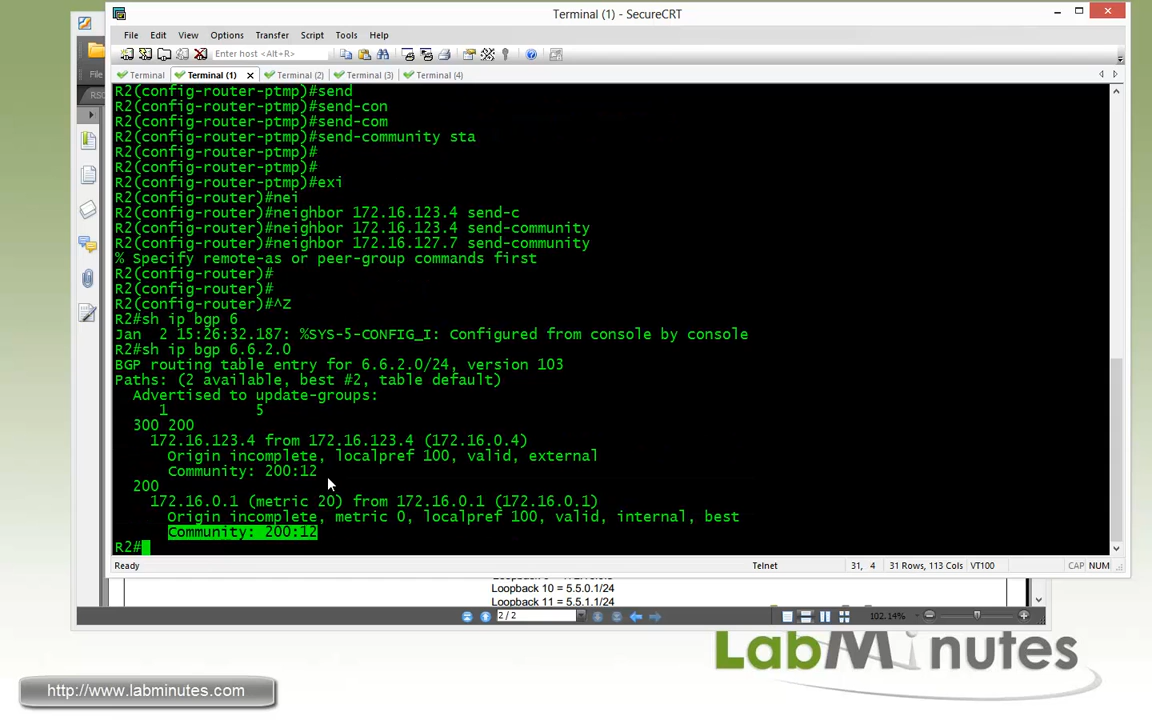 Terminal (1) - SecureCRT
File Edit View Options Transfer Script Tools Help
Enter host <Alt+R>
Terminal Terminal (1) Terminal (2) Terminal (3) Terminal (4)
R2(config-router-ptmp)#send
R2(config-router-ptmp)#send-con
R2(config-router-ptmp)#send-com
R2(config-router-ptmp)#send-community sta
R2(config-router-ptmp)#
R2(config-router-ptmp)#
R2(config-router-ptmp)#exi
R2(config-router)#nei
R2(config-router)#neighbor 172.16.123.4 send-c
R2(config-router)#neighbor 172.16.123.4 send-community
R2(config-router)#neighbor 172.16.127.7 send-community
% Specify remote-as or peer-group commands first
R2(config-router)#
R2(config-router)#
R2(config-router)#^Z
R2#sh ip bgp 6
Jan  2 15:26:32.187: %SYS-5-CONFIG_I: Configured from console by console
R2#sh ip bgp 6.6.2.0
BGP routing table entry for 6.6.2.0/24, version 103
Paths: (2 available, best #2, table default)
Advertised to update-groups:
1 5
300 200
172.16.123.4 from 172.16.123.4 (172.16.0.4)
Origin incomplete, localpref 100, valid, external
Community: 200:12
200
172.16.0.1 (metric 20) from 172.16.0.1 (172.16.0.1)
Origin incomplete, metric 0, localpref 100, valid, internal, best
Community: 200:12
R2#
Ready Telnet 31, 4 31 Rows, 113 Cols VT100 CAP NUM
Loopback 10 = 5.5.0.1/24
Loopback 11 = 5.5.1.1/24
2 / 2 102.14%
LabMinutes
http://www.labminutes.com